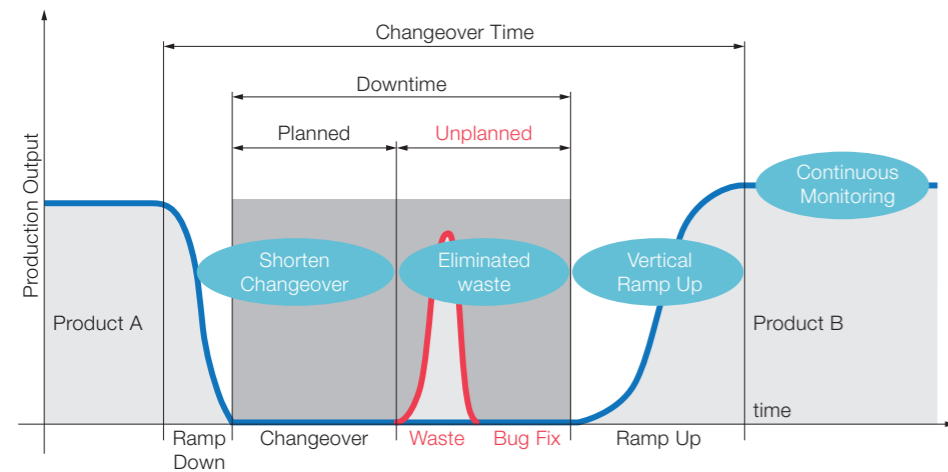 Changeover Time
Downtime
Planned
Unplanned
Production Output
Continuous
Monitoring
Shorten
Changeover
Eliminated
waste
Vertical
Ramp Up
Product A
Product B
time
Ramp
Down
Changeover
Waste
Bug Fix
Ramp Up